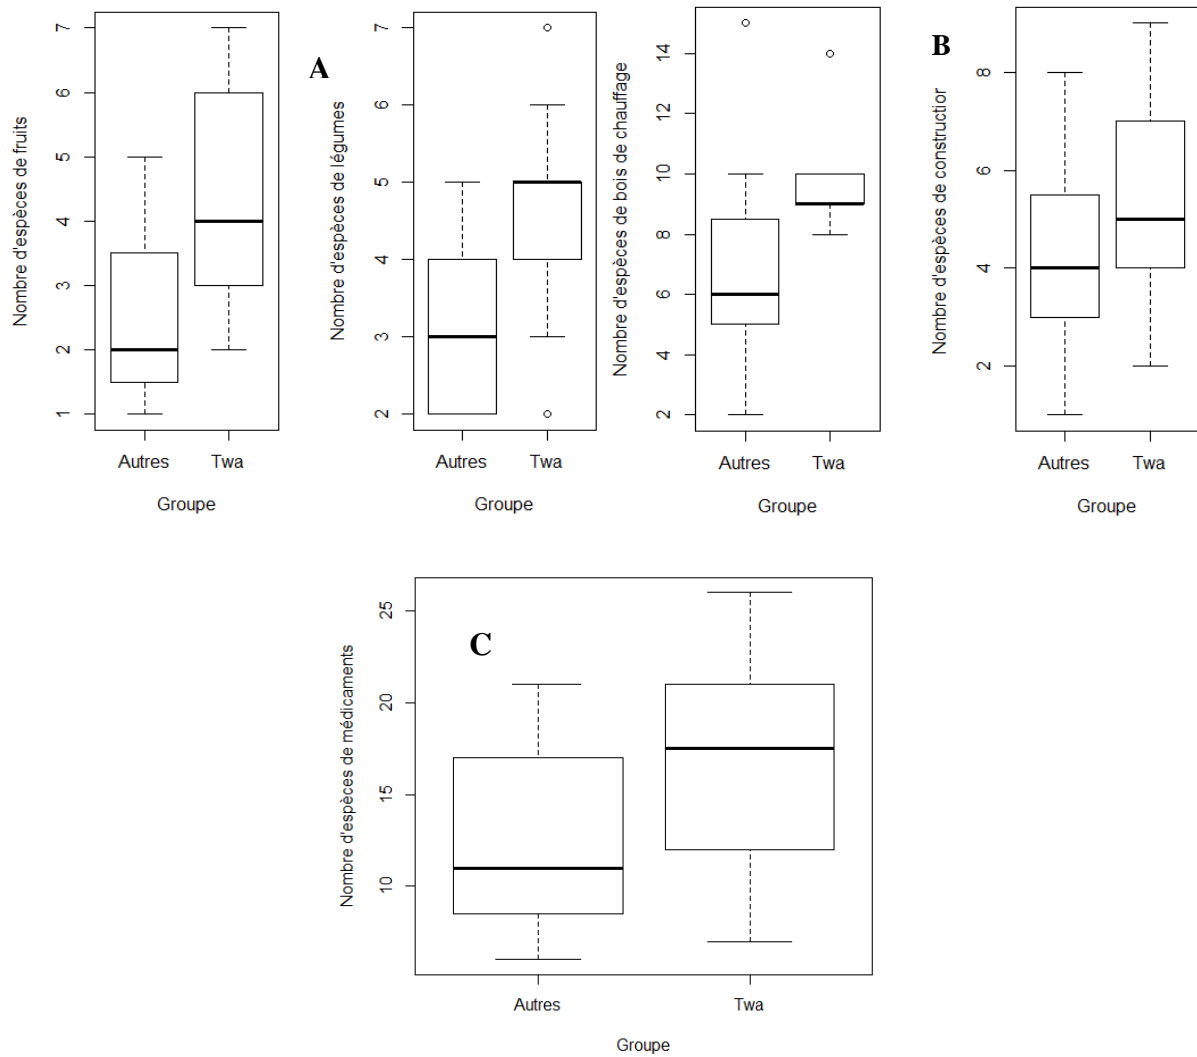 A
B
Nombre d'espèces de fruits
7
6
5
4
3
2
1
Autres Twa
Groupe
Nombre d'espèces de légumes
7
6
5
4
3
2
Autres Twa
Groupe
Nombre d'espèces de bois de chauffage
14
12
10
8
6
4
2
Autres Twa
Groupe
Nombre d'espèces de constructior
8
6
4
2
Autres Twa
Groupe
C
Nombre d'espèces de médicaments
25
20
15
10
Autres Twa
Groupe